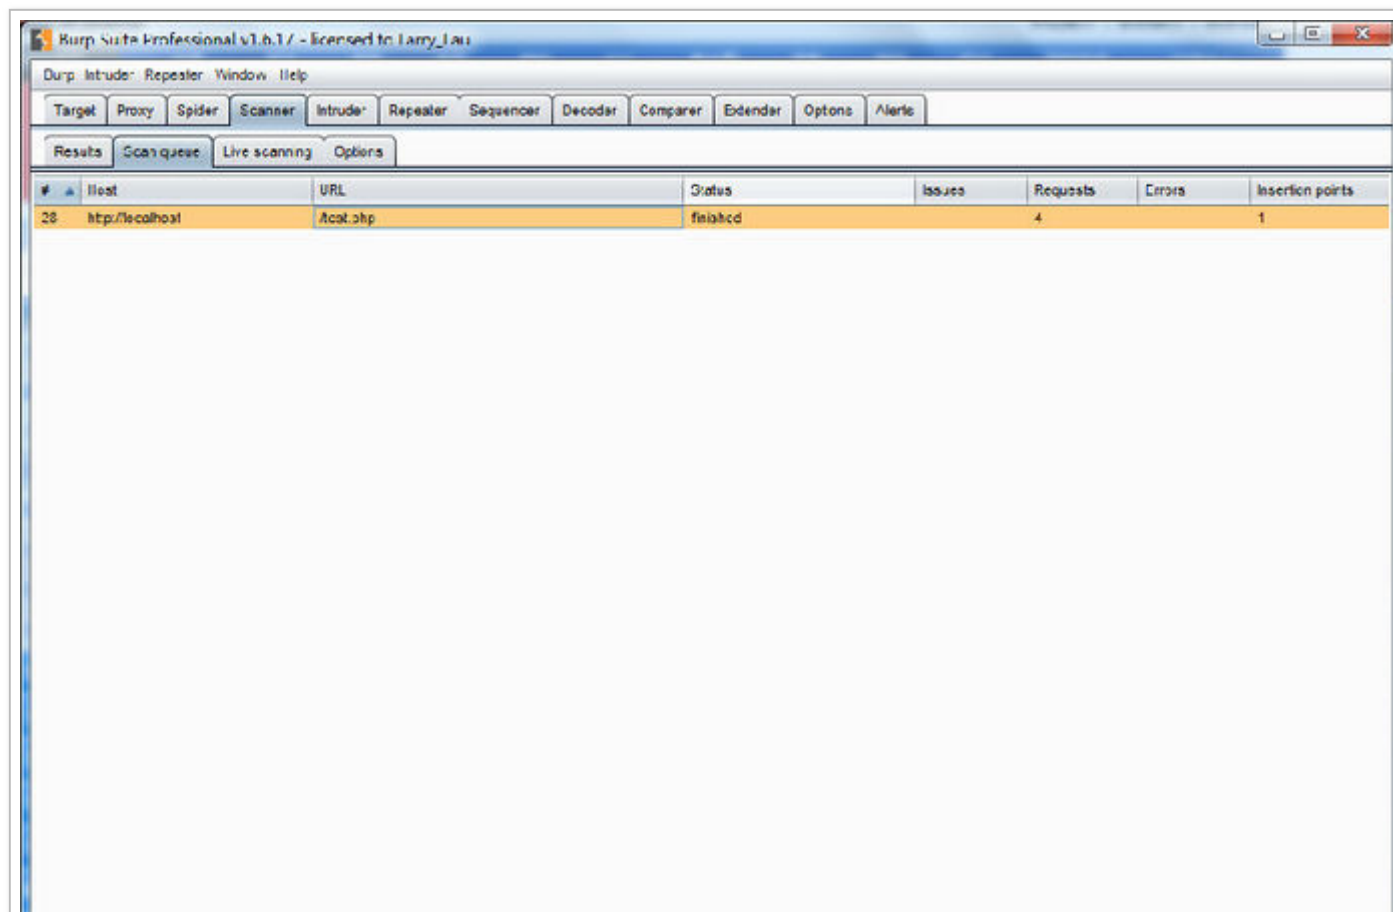 Burp Suite Professional v1.6.17 - licensed to Larry_Lau
Burp Intruder Repeater Window Help
Target Proxy Spider Scanner Intruder Repeater Sequencer Decoder Comparer Extender Options Alerts
Results Scan queue Live scanning Options
# Host URL Status Issues Requests Errors Insertion points
28 http://localhost /test.php finished 4 1